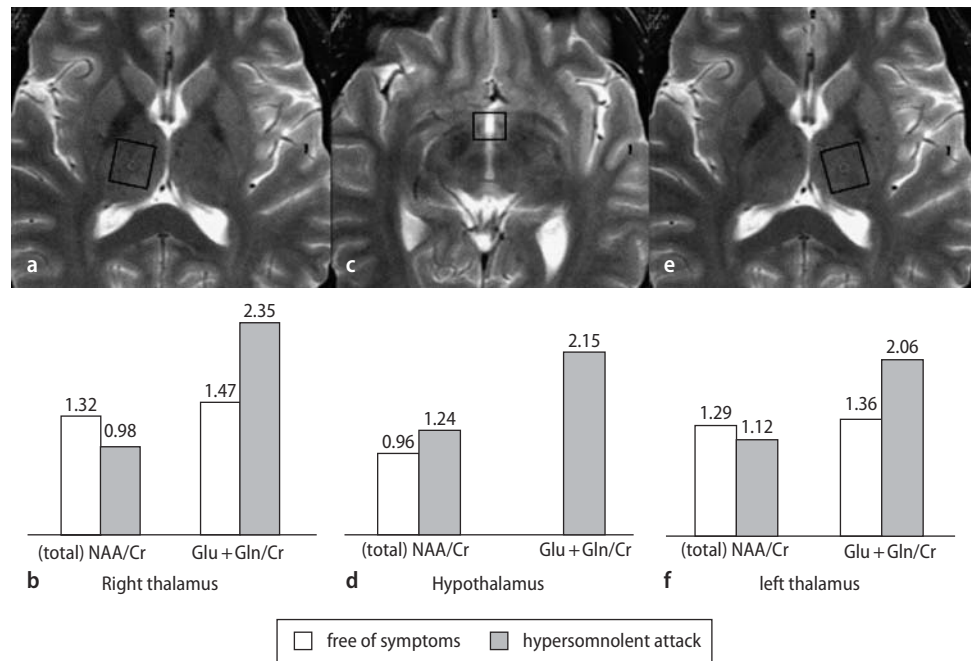 a
c
e
1.32
0.98
1.47
2.35
(total) NAA/Cr
Glu + Gln/Cr
b
Right thalamus
0.96
1.24
2.15
(total) NAA/Cr
Glu + Gln/Cr
d
Hypothalamus
1.29
1.12
1.36
2.06
(total) NAA/Cr
Glu + Gln/Cr
f
left thalamus
free of symptoms
hypersomnolent attack